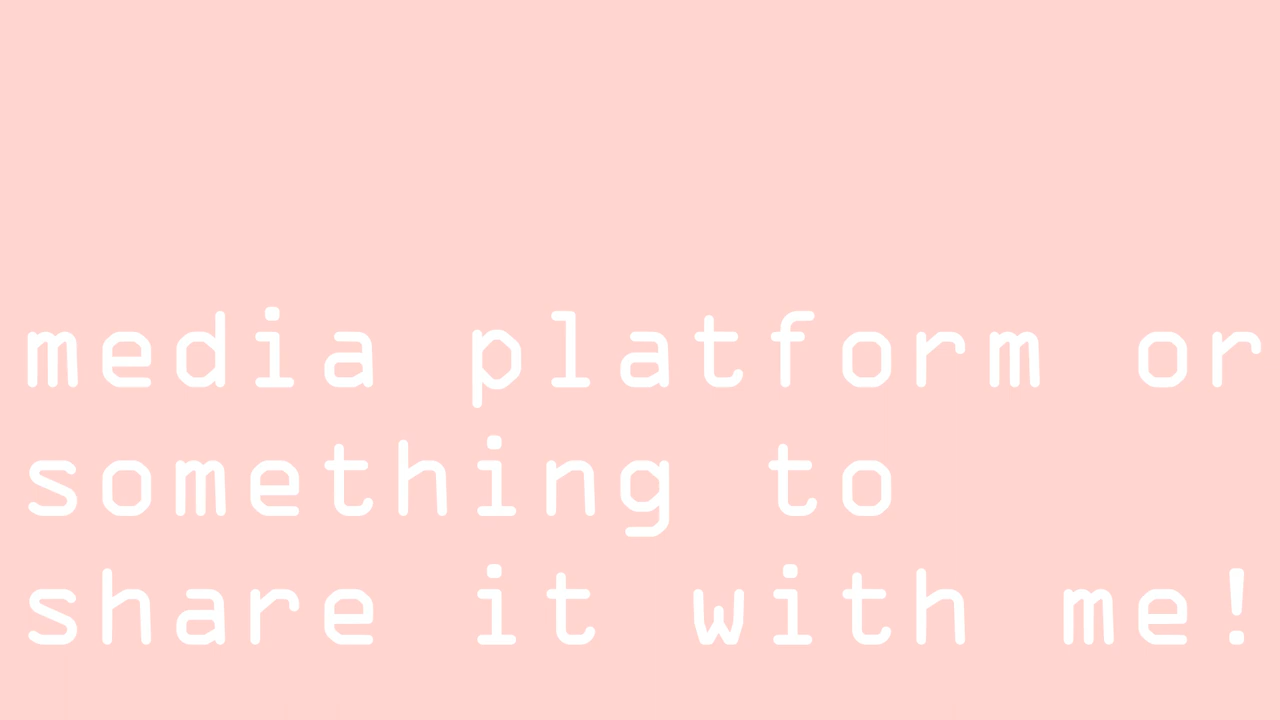 media platform or
something to
share it with me!